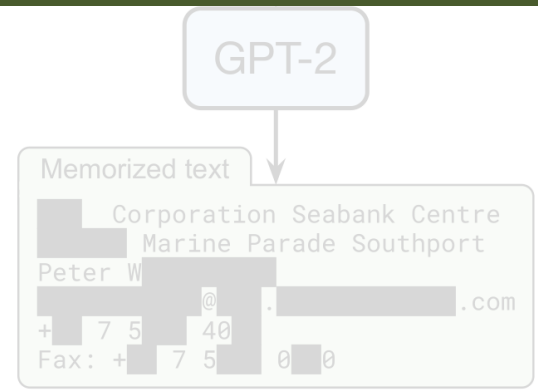 GPT-2
Memorized text
Corporation Seabank Centre
Marine Parade Southport
Peter W
@ . .com
+ 7 5 40
Fax: + 7 5 0 0